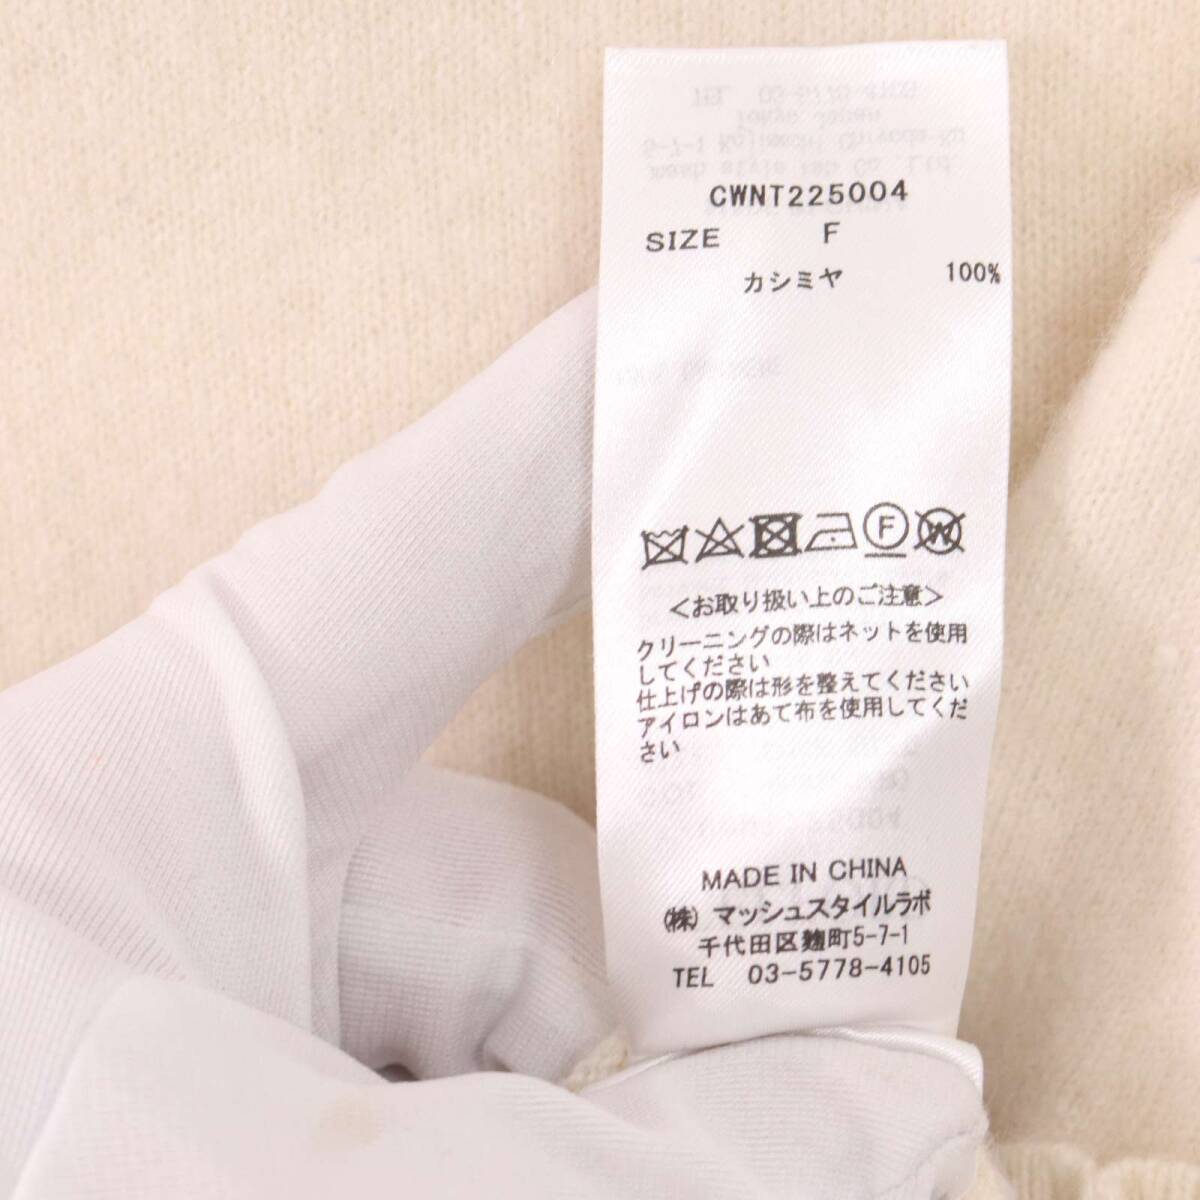 CWNT225004
SIZE F
カシミヤ 100%
F
W
＜お取り扱い上のご注意＞
クリーニングの際はネットを使用
してください
仕上げの際は形を整えてください
アイロンはあて布を使用してくだ
さい
MADE IN CHINA
㈱ マッシュスタイルラボ
千代田区麹町5-7-1
TEL 03-5778-4105